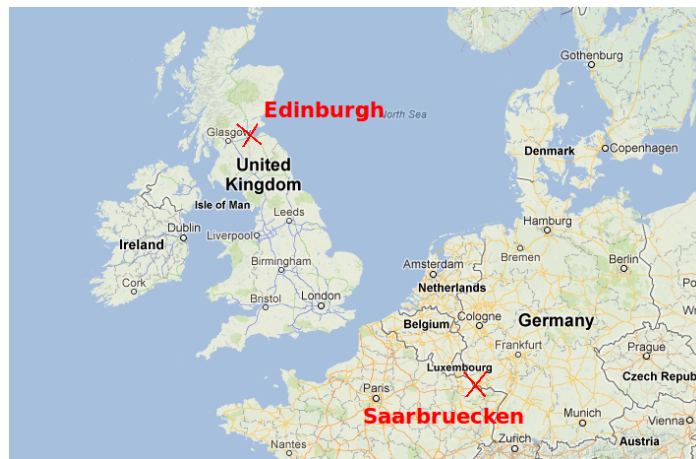 Gothenburg
Edinburgh
North Sea
Glasgow
Copenhagen
Denmark
United
Kingdom
Isle of Man
Leeds
Hamburg
Dublin
Liverpool
Ireland
Bremen
Berlin
Amsterdam
Birmingham
Cork
Netherlands
Bristol
London
Cologne
Germany
Belgium
Frankfurt
Prague
Luxembourg
Czech Repub
Paris
Saarbruecken
Munich
Vienna
Nantes
Zurich
Austria